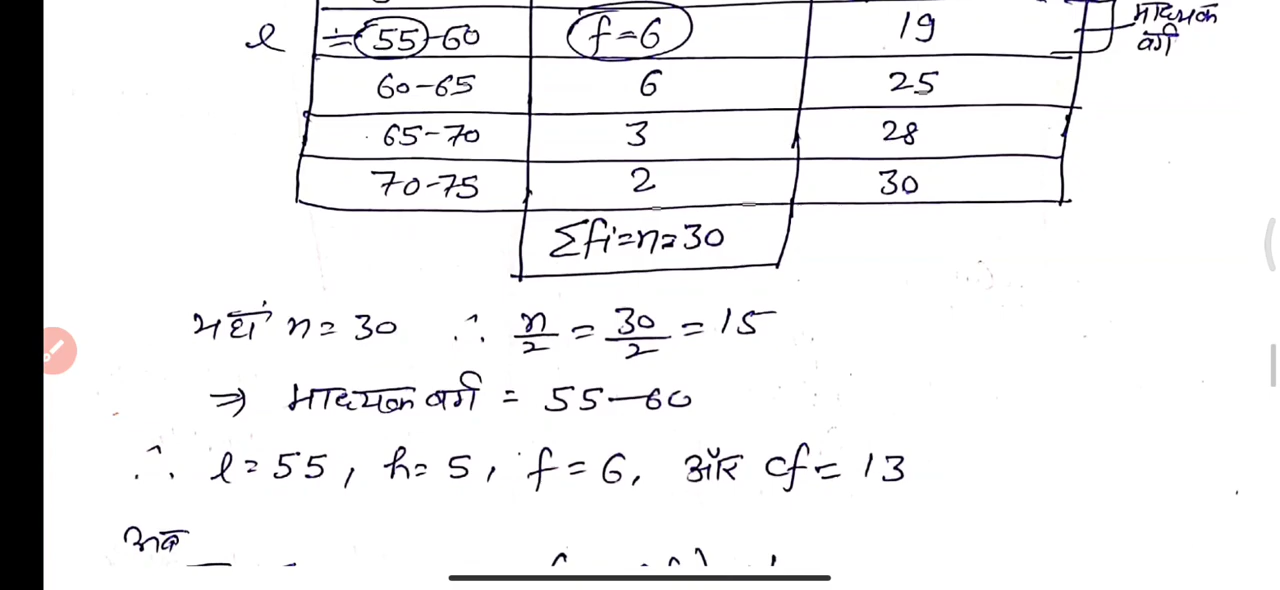 l = 55-60 f=6 19 माध्यक
वर्ग
60-65 6 25
65-70 3 28
70-75 2 30
Σfi=n=30
यहाँ n=30 ∴ n/2 = 30/2 = 15
⇒ माध्यक वर्ग = 55-60
∴ l=55, h=5, f=6, और cf=13
अब